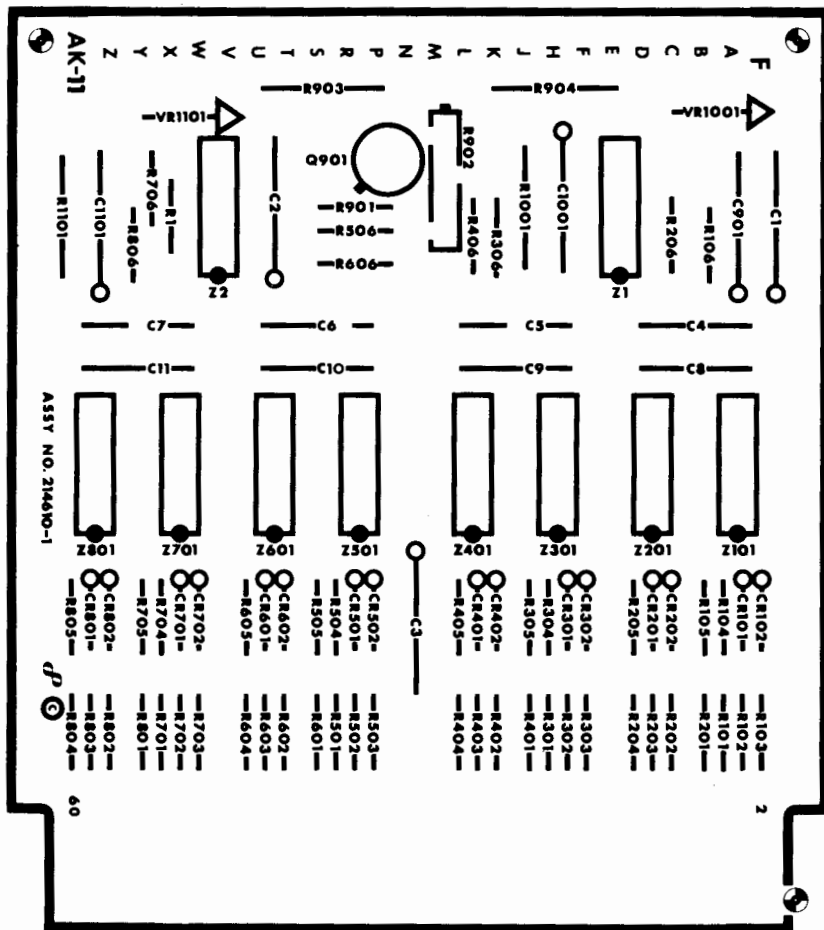 AK-11
Z Y X W V U T S R P N M L K J H F E D C B A F
R903
R904
VR1101
VR1001
R1101
C1101
R706
R806
R1
Z2
C2
Q901
R901
R506
R606
R902
R406
R306
R1001
C1001
Z1
R206
R106
C901
C1
C7
C6
C5
C4
C11
C10
C9
C8
ASSY NO. 214610-1
Z801
Z701
Z601
Z501
Z401
Z301
Z201
Z101
C3
R805
CR801
CR802
R705
R704
CR701
CR702
R605
CR601
CR602
R505
R504
CR501
CR502
R405
CR401
CR402
R305
R304
CR301
CR302
R205
CR201
CR202
R105
R104
CR101
CR102
©
R804
R803
R802
R801
R701
R702
R703
R604
R603
R602
R601
R501
R502
R503
R404
R403
R402
R401
R301
R302
R303
R204
R203
R202
R201
R101
R102
R103
60
2